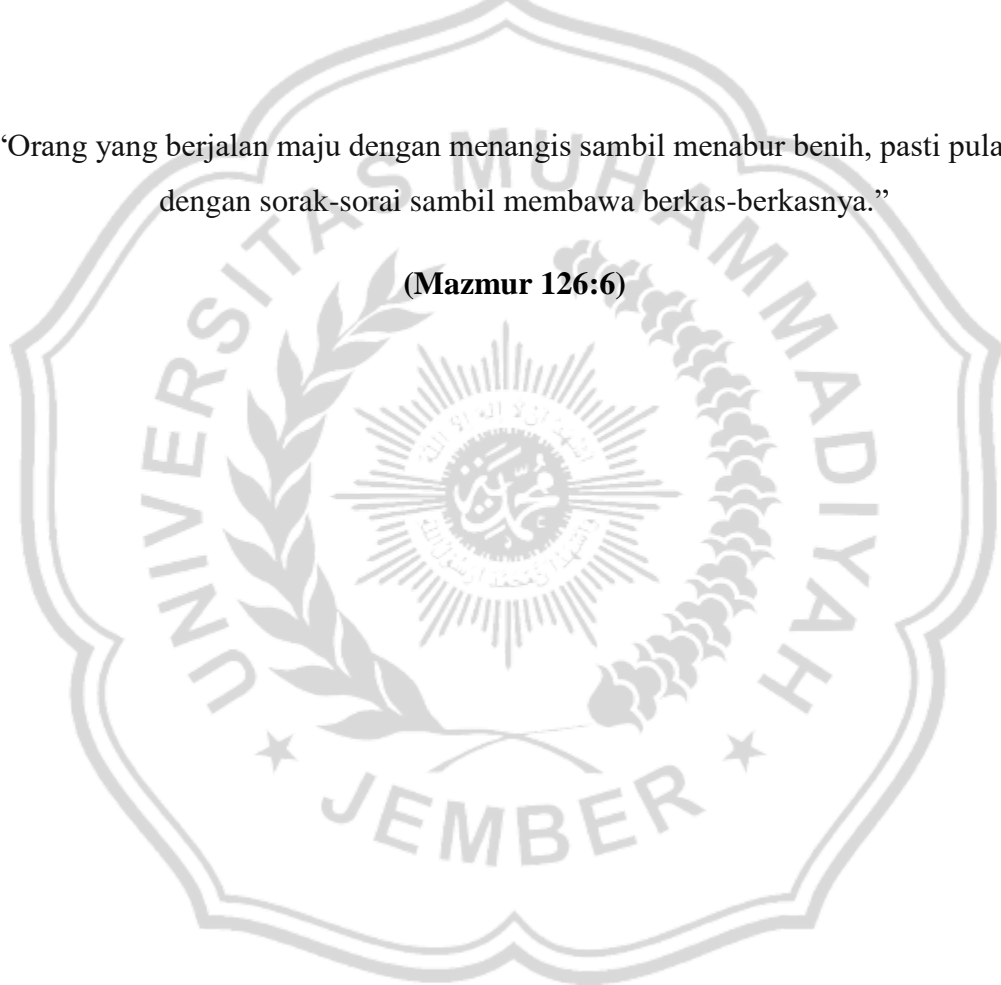 “Orang yang berjalan maju dengan menangis sambil menabur benih, pasti pula
dengan sorak-sorai sambil membawa berkas-berkasnya.”
(Mazmur 126:6)
UNIVERSITAS MUHAMMADIYAH
JEMBER